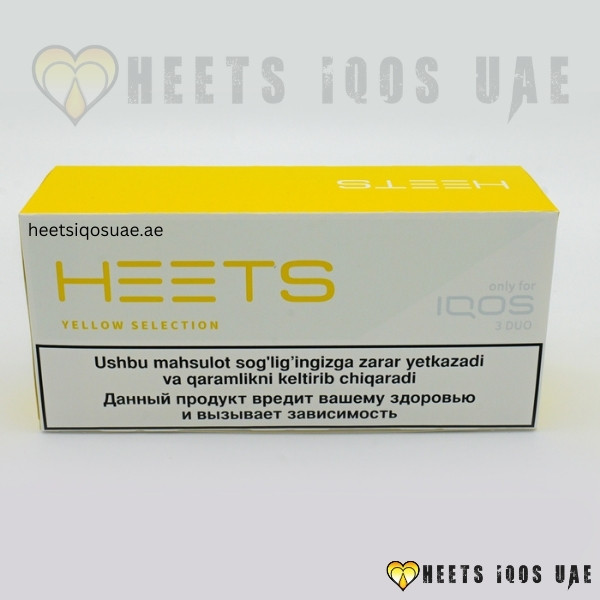 HEETS iQOS UAE
HEETS
heetsiqosuae.ae
HEETS
YELLOW SELECTION
only for
IQOS
3 DUO
Ushbu mahsulot sog'lig'ingizga zarar yetkazadi
va qaramlikni keltirib chiqaradi
Данный продукт вредит вашему здоровью
и вызывает зависимость
HEETS iQOS UAE